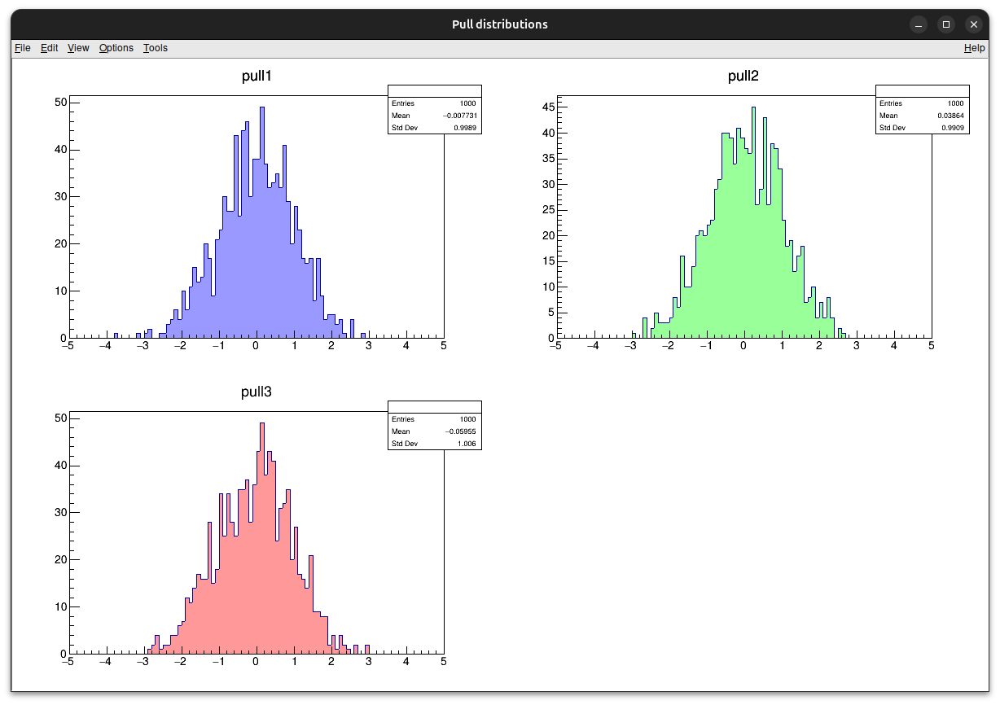 Pull distributions
File Edit View Options Tools Help
pull1
Entries 1000
Mean −0.007731
Std Dev 0.9989
50
40
30
20
10
0
−5 −4 −3 −2 −1 0 1 2 3 4 5
pull2
Entries 1000
Mean 0.03864
Std Dev 0.9909
45
40
35
30
25
20
15
10
5
0
−5 −4 −3 −2 −1 0 1 2 3 4 5
pull3
Entries 1000
Mean −0.05955
Std Dev 1.006
50
40
30
20
10
0
−5 −4 −3 −2 −1 0 1 2 3 4 5